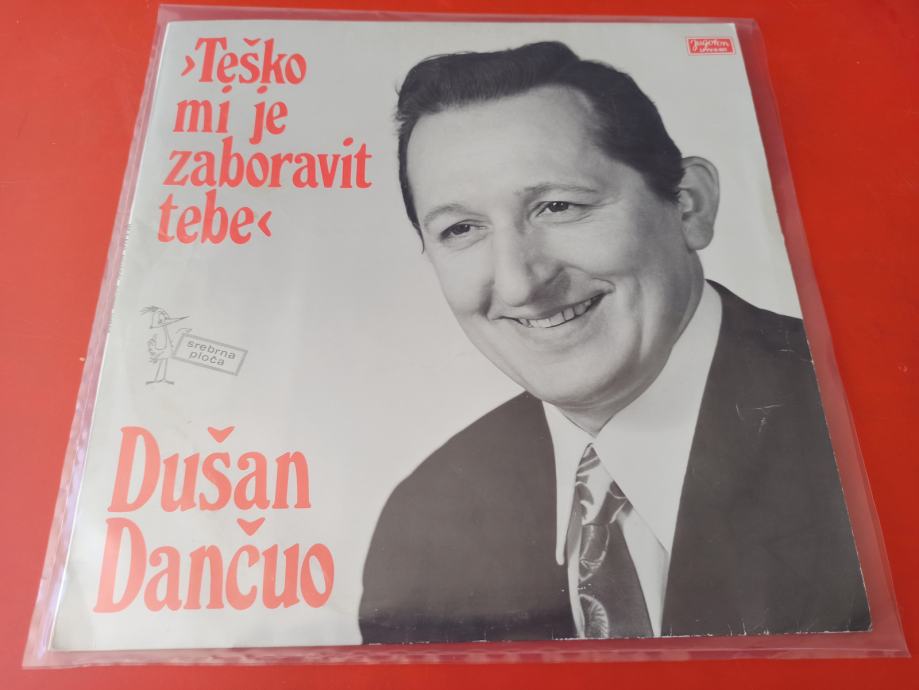 ›Teško
mi je
zaboravit
tebe‹
Jugoton
srebrna
ploča
Dušan
Dančuo